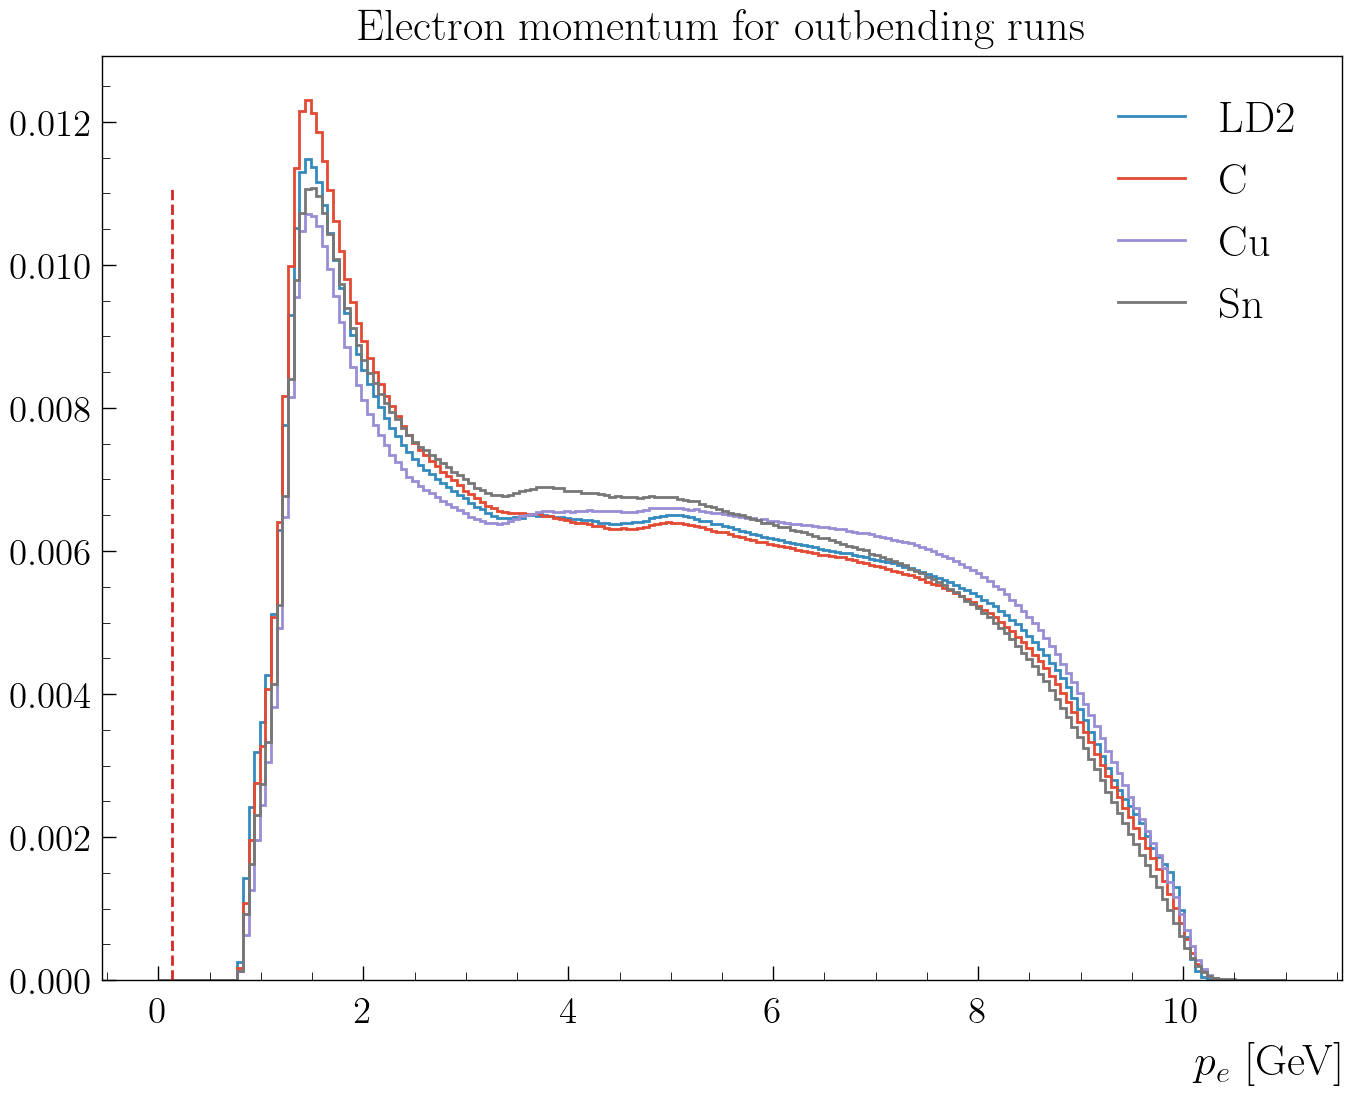 Electron momentum for outbending runs
LD2
C
Cu
Sn
0.012
0.010
0.008
0.006
0.004
0.002
0.000
0 2 4 6 8 10
p_e [GeV]